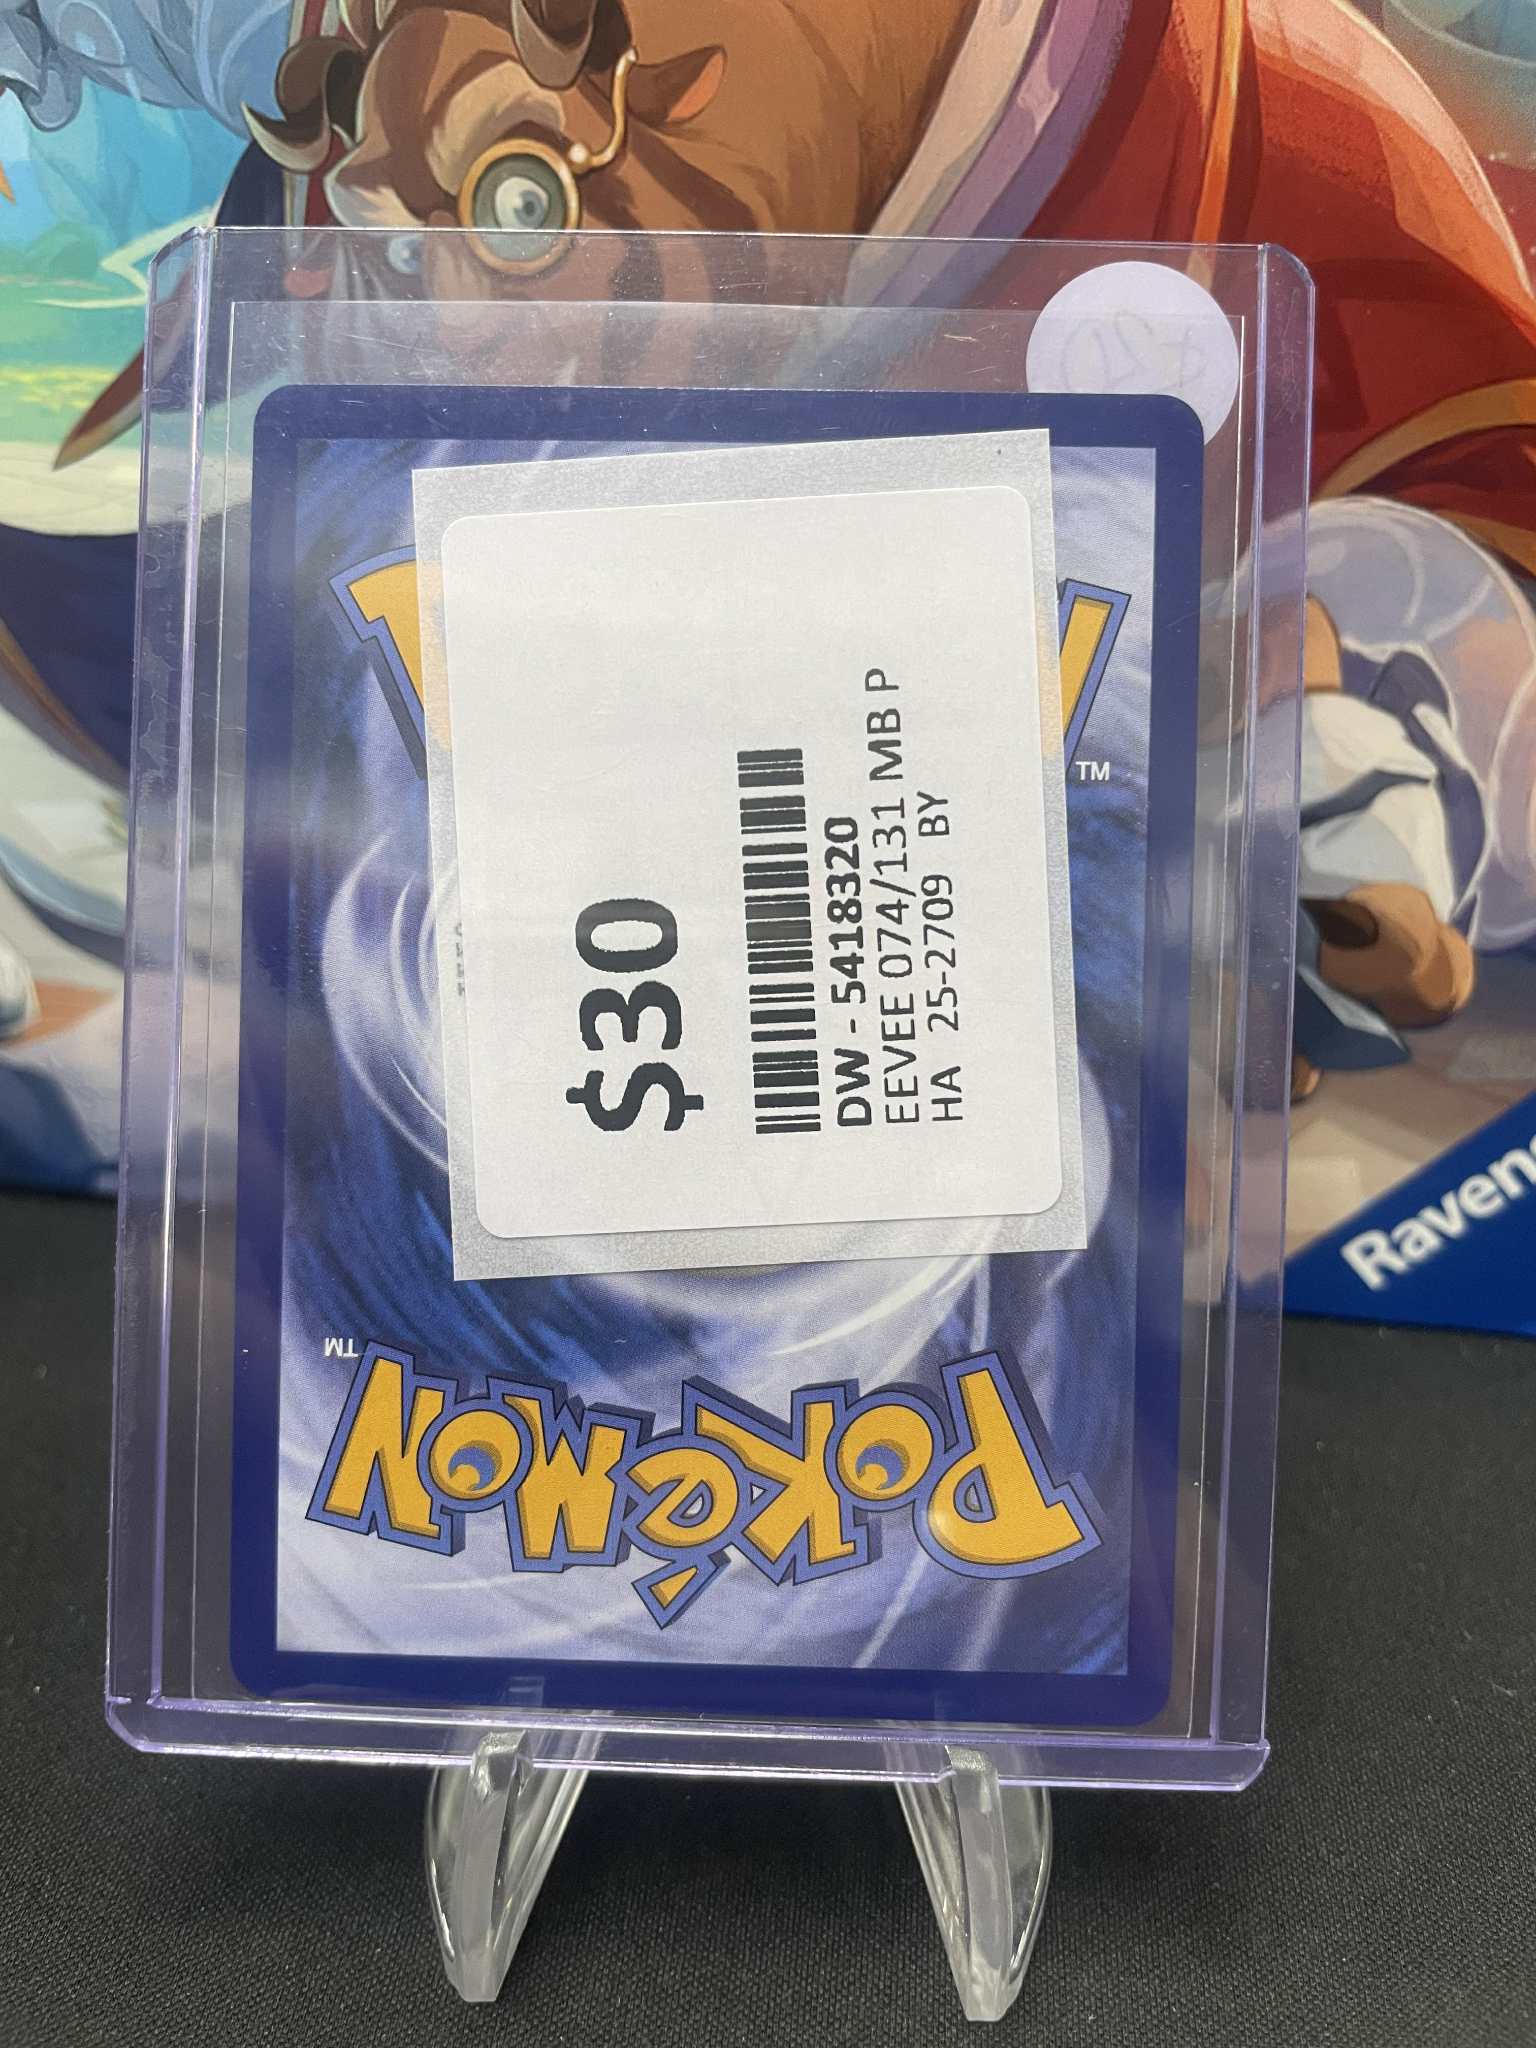 $30
DW - 5418320
EEVEE 074/131 MB P
HA 25-2709 BY
TM
TM
POKéMON
Raven